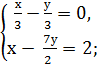 { x/3 − y/3 = 0,
x − 7y/2 = 2;